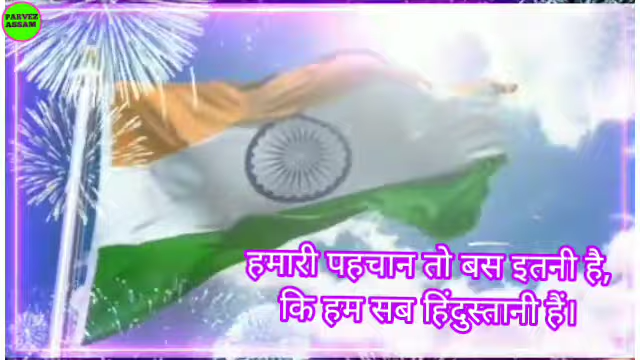 PARVEZ
ASSAM
हमारी पहचान तो बस इतनी है,
कि हम सब हिंदुस्तानी हैं।